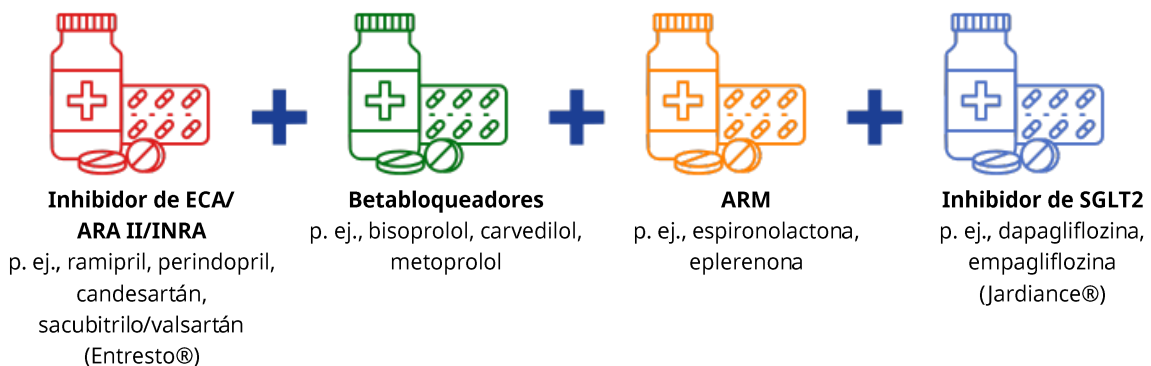 Inhibidor de ECA/
ARA II/INRA
p. ej., ramipril, perindopril,
candesartán,
sacubitrilo/valsartán
(Entresto®)
Betabloqueadores
p. ej., bisoprolol, carvedilol,
metoprolol
ARM
p. ej., espironolactona,
eplerenona
Inhibidor de SGLT2
p. ej., dapagliflozina,
empagliflozina
(Jardiance®)